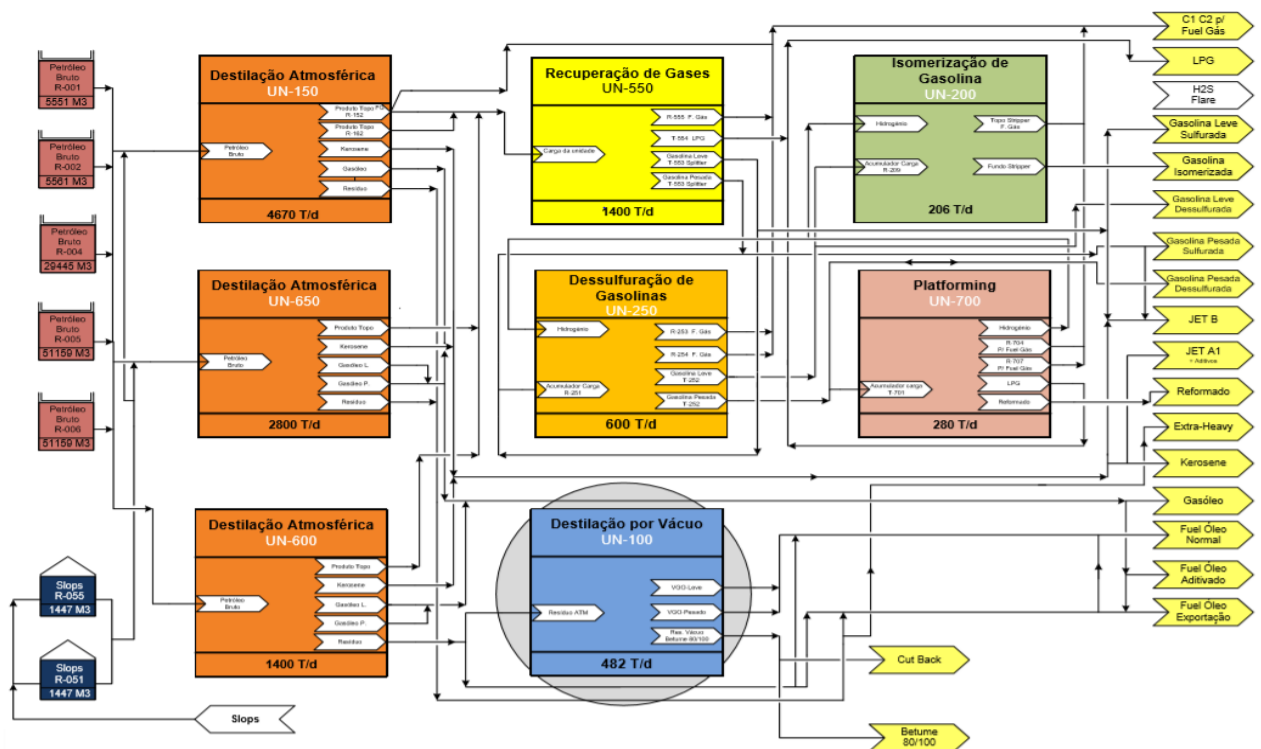 Petróleo
Bruto
R-001
5551 M3
Petróleo
Bruto
R-002
5561 M3
Petróleo
Bruto
R-004
29445 M3
Petróleo
Bruto
R-005
51159 M3
Petróleo
Bruto
R-006
51159 M3
Slops
R-055
1447 M3
Slops
R-051
1447 M3
Slops
Destilação Atmosférica
UN-150
Petróleo
Bruto
Produto Topo FG
R-152
Produto Topo
R-162
Kerosene
Gasóleo
Resíduo
4670 T/d
Destilação Atmosférica
UN-650
Petróleo
Bruto
Produto Topo
Kerosene
Gasóleo L.
Gasóleo P.
Resíduo
2800 T/d
Destilação Atmosférica
UN-600
Petróleo
Bruto
Produto Topo
Kerosene
Gasóleo L.
Gasóleo P.
Resíduo
1400 T/d
Recuperação de Gases
UN-550
Carga da unidade
R-555 F. Gás
T-554 LPG
Gasolina Leve
T-553 Splitter
Gasolina Pesada
T-553 Splitter
1400 T/d
Dessulfuração de
Gasolinas
UN-250
Hidrogénio
Acumulador Carga
R-251
R-253 F. Gás
R-254 F. Gás
Gasolina Leve
T-252
Gasolina Pesada
T-252
600 T/d
Destilação por Vácuo
UN-100
Resíduo ATM
VGO Leve
VGO Pesado
Res. Vácuo
Betume 80/100
482 T/d
Isomerização de
Gasolina
UN-200
Hidrogénio
Acumulador Carga
R-200
Topo Stripper
F. Gás
Fundo Stripper
206 T/d
Platforming
UN-700
Acumulador carga
T-701
Hidrogénio
R-704
P/ Fuel Gás
R-707
P/ Fuel Gás
LPG
Reformado
280 T/d
C1 C2 p/
Fuel Gás
LPG
H2S
Flare
Gasolina Leve
Sulfurada
Gasolina
Isomerizada
Gasolina Leve
Dessulfurada
Gasolina Pesada
Sulfurada
Gasolina Pesada
Dessulfurada
JET B
JET A1
+ Aditivos
Reformado
Extra-Heavy
Kerosene
Gasóleo
Fuel Óleo
Normal
Fuel Óleo
Aditivado
Fuel Óleo
Exportação
Cut Back
Betume
80/100